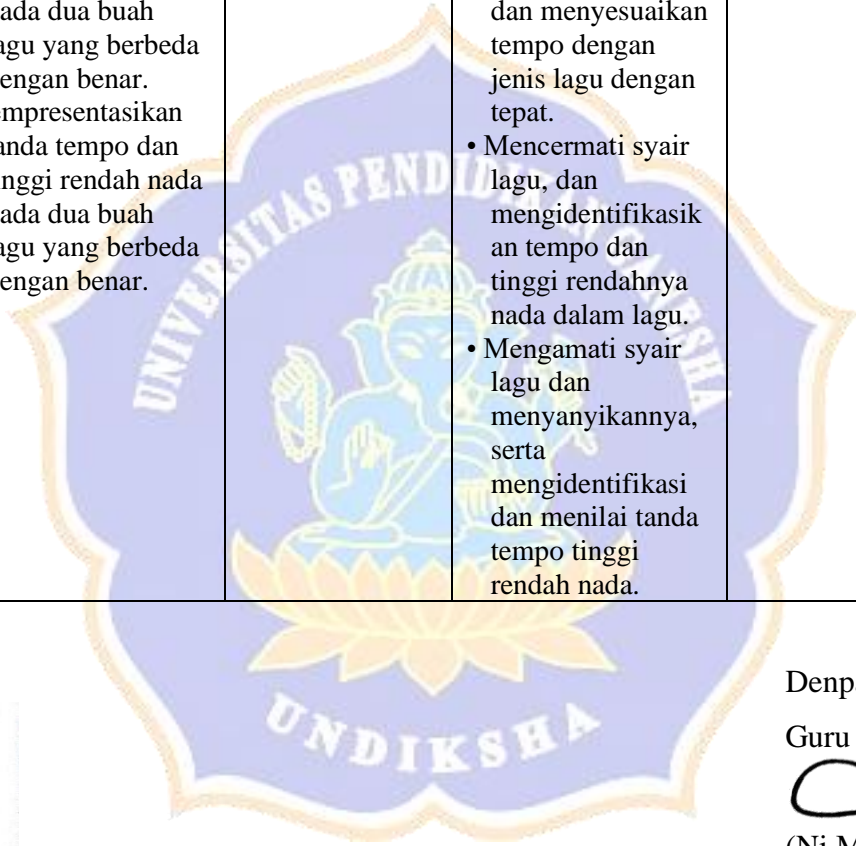 ada dua buah
agu yang berbeda
engan benar.
empresentasikan
anda tempo dan
nggi rendah nada
ada dua buah
agu yang berbeda
engan benar.
dan menyesuaikan
tempo dengan
jenis lagu dengan
tepat.
• Mencermati syair
lagu, dan
mengidentifikasik
an tempo dan
tinggi rendahnya
nada dalam lagu.
• Mengamati syair
lagu dan
menyanyikannya,
serta
mengidentifikasi
dan menilai tanda
tempo tinggi
rendah nada.
UNIVERSITAS PENDIDIKAN GANESHA
UNDIKSHA
Denpa
Guru
(Ni M